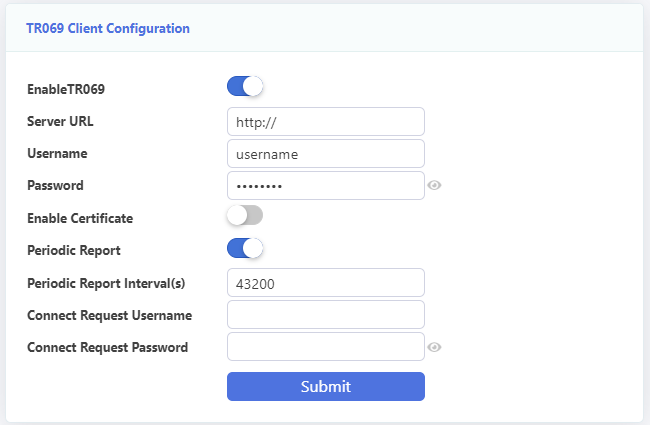 TR069 Client Configuration
EnableTR069
Server URL http://
Username username
Password ••••••••
Enable Certificate
Periodic Report
Periodic Report Interval(s) 43200
Connect Request Username
Connect Request Password
Submit